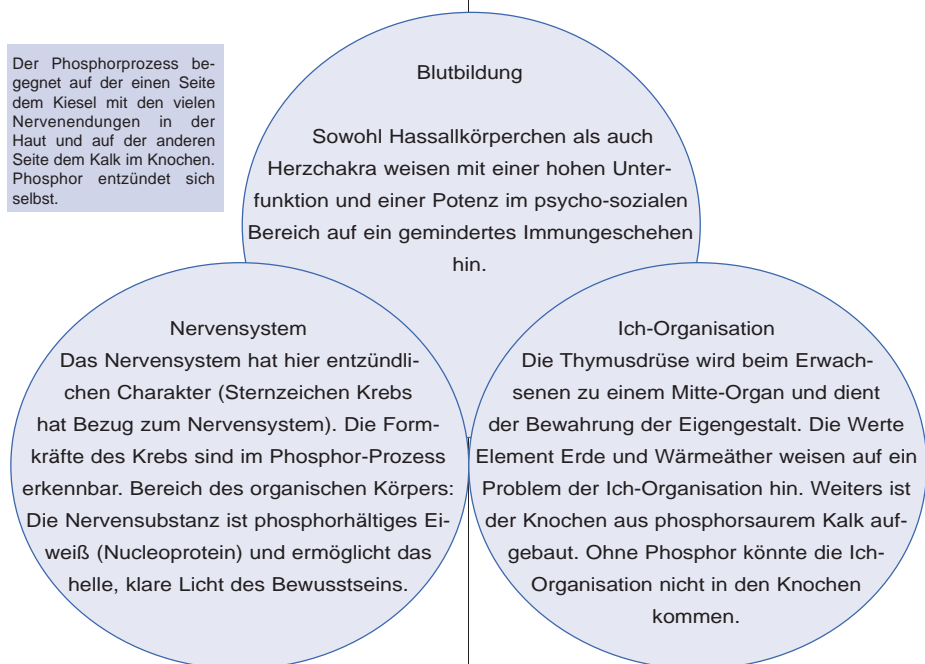 Der Phosphorprozess be-
gegnet auf der einen Seite
dem Kiesel mit den vielen
Nervenendungen in der
Haut und auf der anderen
Seite dem Kalk im Knochen.
Phosphor entzündet sich
selbst.
Blutbildung
Sowohl Hassallkörperchen als auch
Herzchakra weisen mit einer hohen Unter-
funktion und einer Potenz im psycho-sozialen
Bereich auf ein gemindertes Immungeschehen
hin.
Nervensystem
Das Nervensystem hat hier entzündli-
chen Charakter (Sternzeichen Krebs
hat Bezug zum Nervensystem). Die Form-
kräfte des Krebs sind im Phosphor-Prozess
erkennbar. Bereich des organischen Körpers:
Die Nervensubstanz ist phosphorhältiges Ei-
weiß (Nucleoprotein) und ermöglicht das
helle, klare Licht des Bewusstseins.
Ich-Organisation
Die Thymusdrüse wird beim Erwach-
senen zu einem Mitte-Organ und dient
der Bewahrung der Eigengestalt. Die Werte
Element Erde und Wärmeäther weisen auf ein
Problem der Ich-Organisation hin. Weiters ist
der Knochen aus phosphorsaurem Kalk auf-
gebaut. Ohne Phosphor könnte die Ich-
Organisation nicht in den Knochen
kommen.